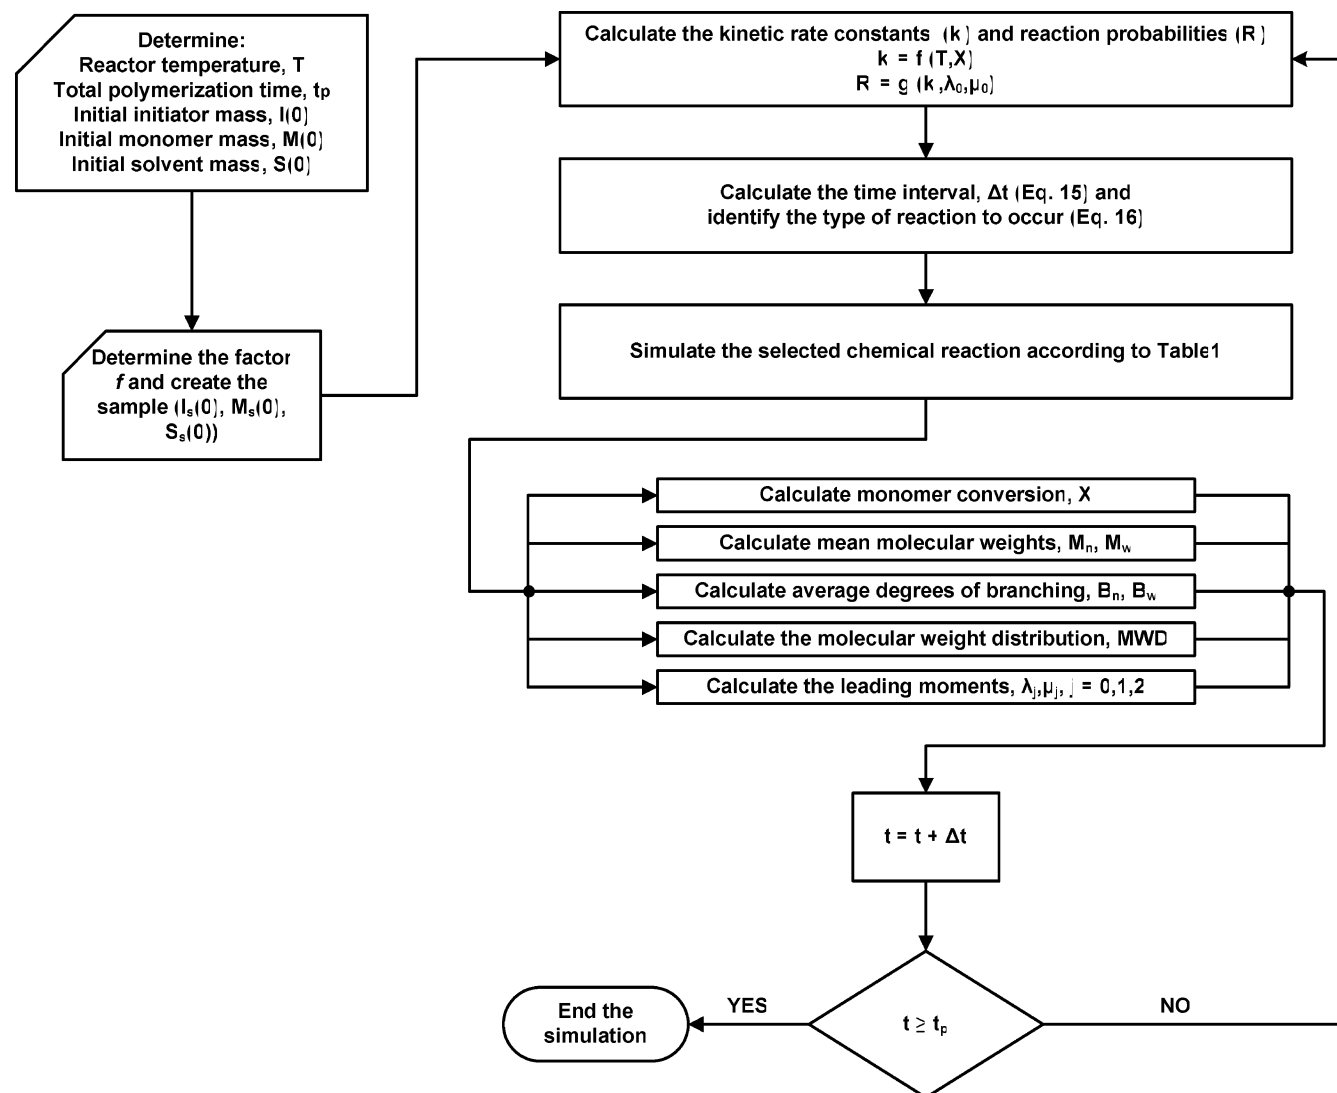 Determine:
Reactor temperature, T
Total polymerization time, tp
Initial initiator mass, I(0)
Initial monomer mass, M(0)
Initial solvent mass, S(0)
Determine the factor
f and create the
sample (Iₛ(0), Mₛ(0),
Sₛ(0))
Calculate the kinetic rate constants (k) and reaction probabilities (R)
k = f (T,X)
R = g (k,λ₀,μ₀)
Calculate the time interval, Δt (Eq. 15) and
identify the type of reaction to occur (Eq. 16)
Simulate the selected chemical reaction according to Table1
Calculate monomer conversion, X
Calculate mean molecular weights, Mₙ, M_w
Calculate average degrees of branching, Bₙ, B_w
Calculate the molecular weight distribution, MWD
Calculate the leading moments, λⱼ,μⱼ, j = 0,1,2
t = t + Δt
t ≥ tₚ
YES
NO
End the
simulation